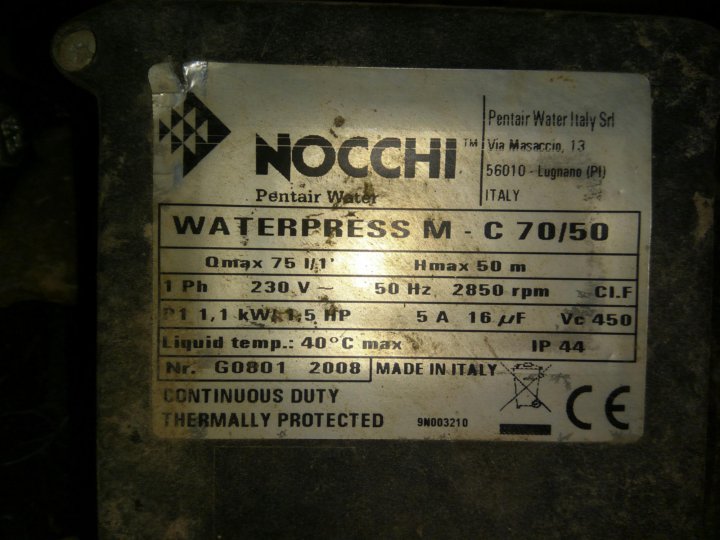 NOCCHI™
Pentair Water
Pentair Water Italy Srl
Via Masaccio, 13
56010 - Lugnano (PI)
ITALY
WATERPRESS M - C 70/50
Qmax 75 l/1' Hmax 50 m
1 Ph 230 V ~ 50 Hz 2850 rpm Cl.F
P1 1,1 kW/1,5 HP 5 A 16 µF Vc 450
Liquid temp.: 40°C max IP 44
Nr. G0801 2008 MADE IN ITALY
CONTINUOUS DUTY
THERMALLY PROTECTED 9N003210
CE